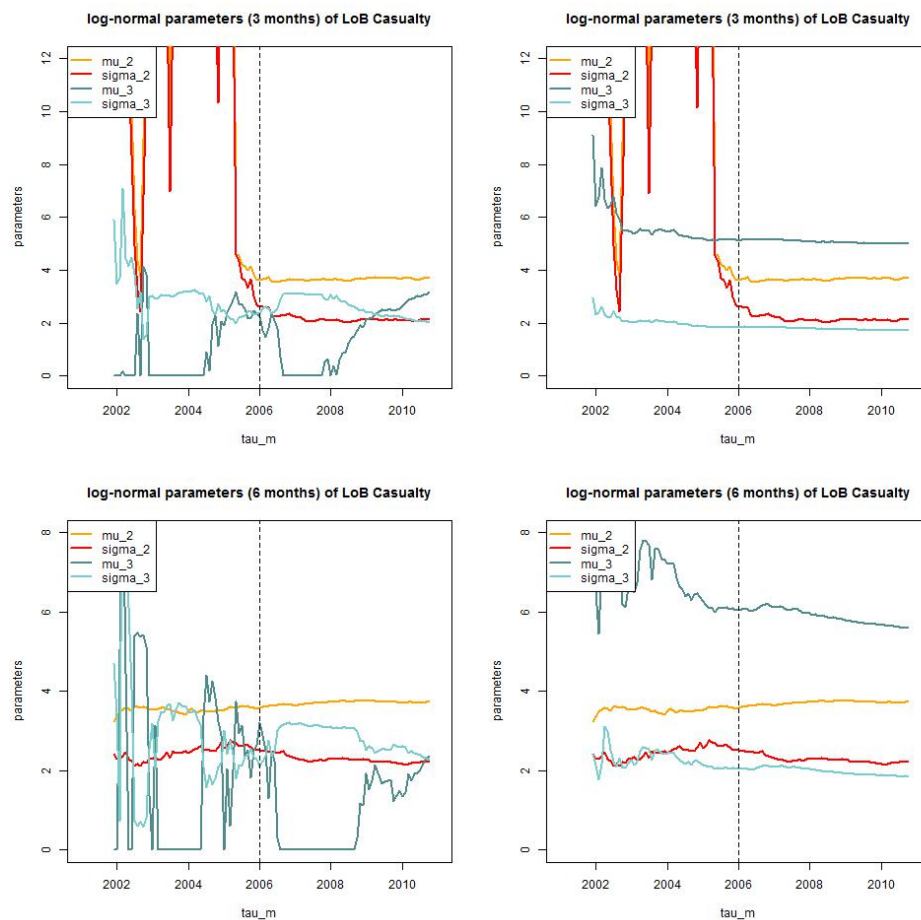 log-normal parameters (3 months) of LoB Casualty
12
10
8
6
4
2
0
parameters
mu_2
sigma_2
mu_3
sigma_3
2002 2004 2006 2008 2010
tau_m
log-normal parameters (3 months) of LoB Casualty
12
10
8
6
4
2
0
parameters
mu_2
sigma_2
mu_3
sigma_3
2002 2004 2006 2008 2010
tau_m
log-normal parameters (6 months) of LoB Casualty
8
6
4
2
0
parameters
mu_2
sigma_2
mu_3
sigma_3
2002 2004 2006 2008 2010
tau_m
log-normal parameters (6 months) of LoB Casualty
8
6
4
2
0
parameters
mu_2
sigma_2
mu_3
sigma_3
2002 2004 2006 2008 2010
tau_m